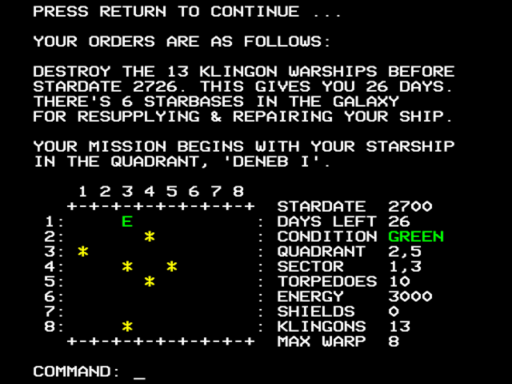 PRESS RETURN TO CONTINUE ...
YOUR ORDERS ARE AS FOLLOWS:
DESTROY THE 13 KLINGON WARSHIPS BEFORE
STARDATE 2726. THIS GIVES YOU 26 DAYS.
THERE'S 6 STARBASES IN THE GALAXY
FOR RESUPPLYING & REPAIRING YOUR SHIP.
YOUR MISSION BEGINS WITH YOUR STARSHIP
IN THE QUADRANT, 'DENEB I'.
    1 2 3 4 5 6 7 8
   +-+-+-+-+-+-+-+-+ STARDATE 2700
1:     E             : DAYS LEFT 26
2:       *           : CONDITION GREEN
3: *                 : QUADRANT 2,5
4:     *   *         : SECTOR 1,3
5:       *           : TORPEDOES 10
6:                   : ENERGY 3000
7:                   : SHIELDS 0
8:     *             : KLINGONS 13
   +-+-+-+-+-+-+-+-+ MAX WARP 8
COMMAND: _